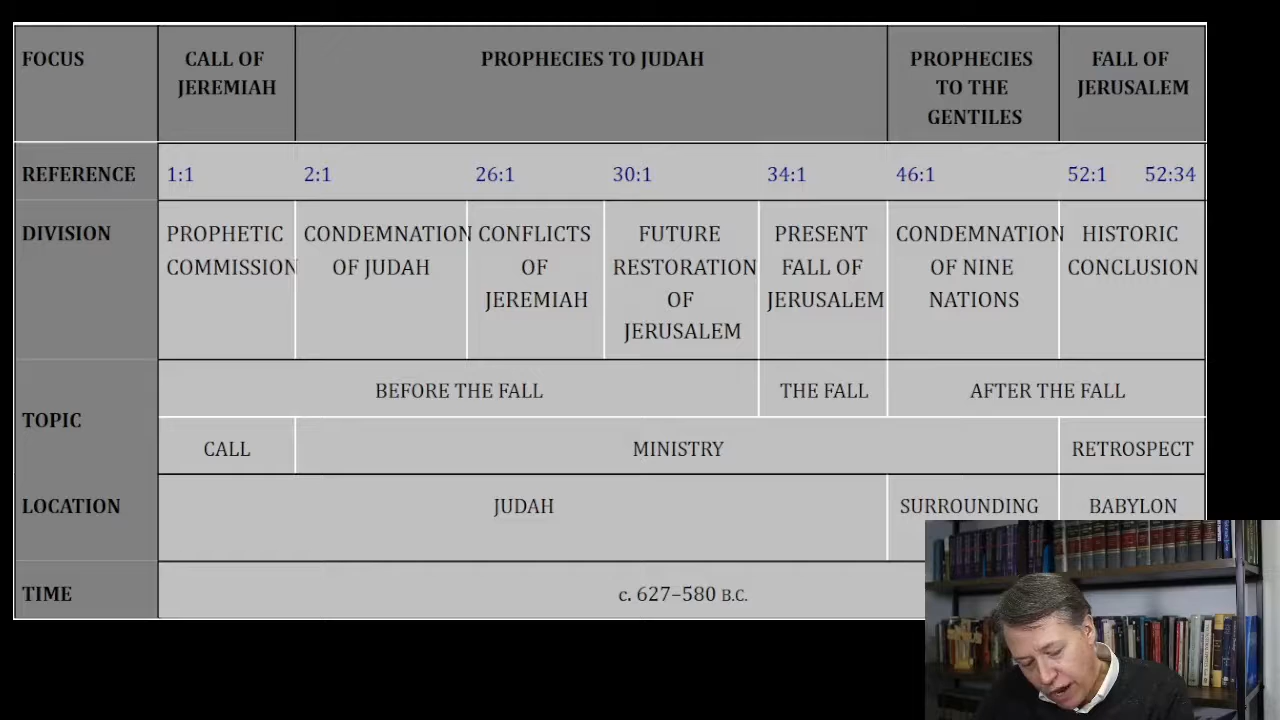 FOCUS
CALL OF
JEREMIAH
PROPHECIES TO JUDAH
PROPHECIES
TO THE
GENTILES
FALL OF
JERUSALEM
REFERENCE
1:1
2:1
26:1
30:1
34:1
46:1
52:1 52:34
DIVISION
PROPHETIC
COMMISSION
CONDEMNATION
OF JUDAH
CONFLICTS
OF
JEREMIAH
FUTURE
RESTORATION
OF
JERUSALEM
PRESENT
FALL OF
JERUSALEM
CONDEMNATION
OF NINE
NATIONS
HISTORIC
CONCLUSION
TOPIC
BEFORE THE FALL
THE FALL
AFTER THE FALL
CALL
MINISTRY
RETROSPECT
LOCATION
JUDAH
SURROUNDING
BABYLON
TIME
c. 627–580 B.C.